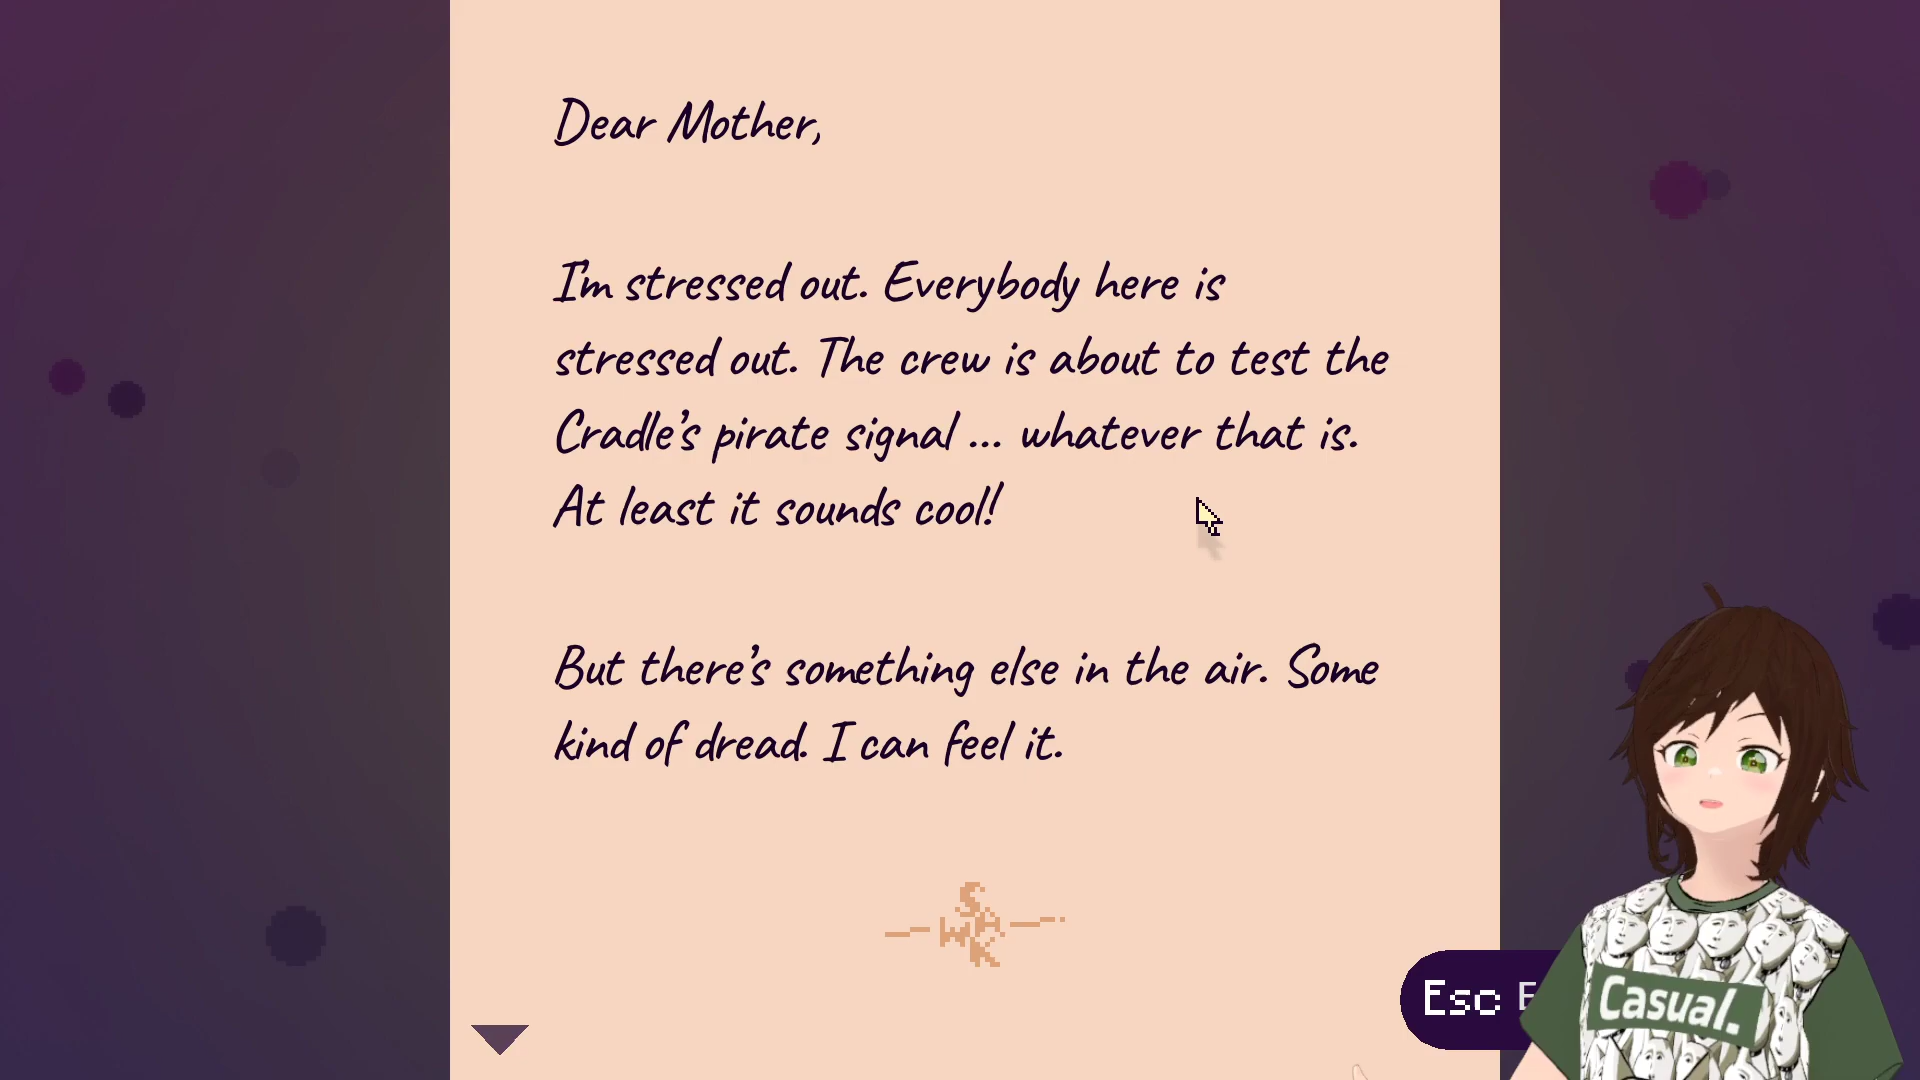 Dear Mother,
I'm stressed out. Everybody here is
stressed out. The crew is about to test the
Cradle's pirate signal ... whatever that is.
At least it sounds cool!
But there's something else in the air. Some
kind of dread. I can feel it.
Esc E
Casual.